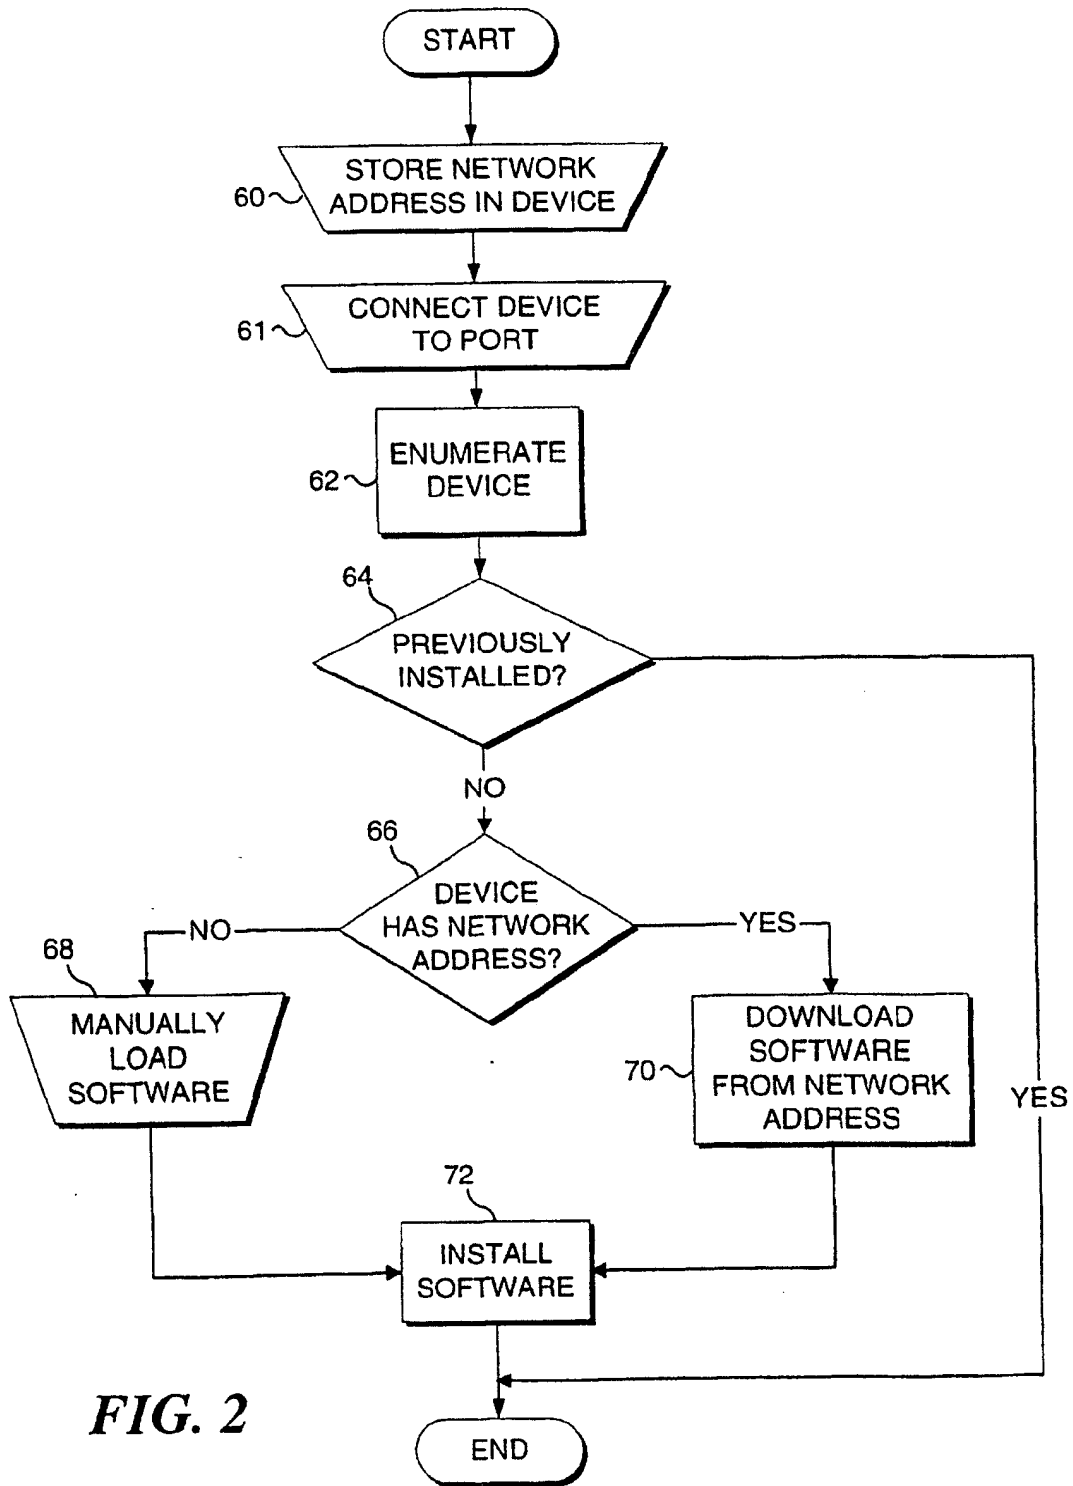 START
STORE NETWORK
ADDRESS IN DEVICE
60
CONNECT DEVICE
TO PORT
61
ENUMERATE
DEVICE
62
64
PREVIOUSLY
INSTALLED?
NO
66
DEVICE
HAS NETWORK
ADDRESS?
NO
YES
68
MANUALLY
LOAD
SOFTWARE
DOWNLOAD
SOFTWARE
FROM NETWORK
ADDRESS
70
YES
72
INSTALL
SOFTWARE
FIG. 2
END